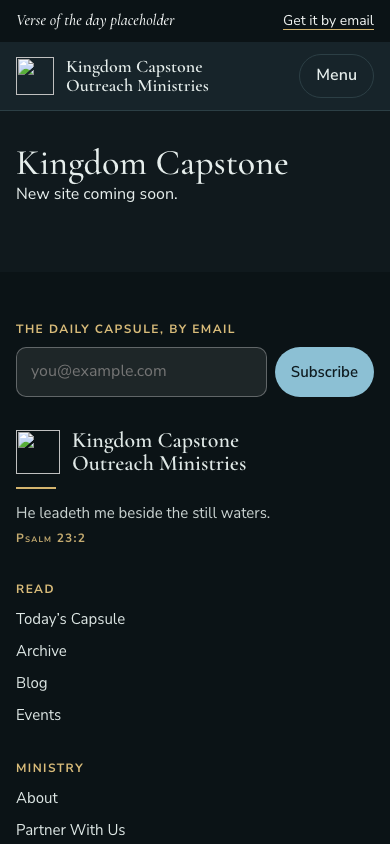 Verse of the day placeholder
Get it by email
Kingdom Capstone
Outreach Ministries
Menu
Kingdom Capstone
New site coming soon.
THE DAILY CAPSULE, BY EMAIL
you@example.com
Subscribe
Kingdom Capstone
Outreach Ministries
He leadeth me beside the still waters.
Psalm 23:2
READ
Today’s Capsule
Archive
Blog
Events
MINISTRY
About
Partner With Us